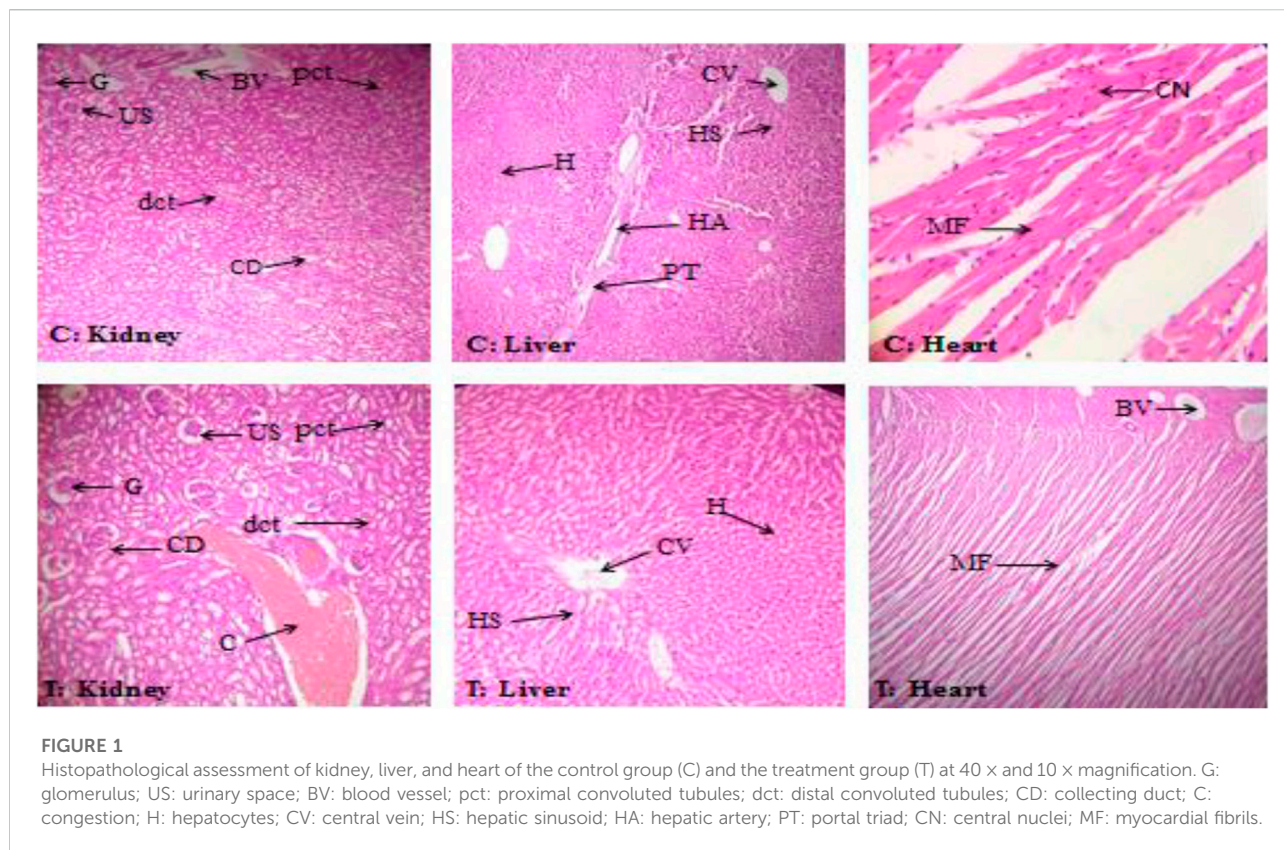 G
BV
pct
US
dct
CD
C: Kidney
CV
HS
H
HA
PT
C: Liver
CN
MF
C: Heart
US
pct
G
dct
CD
C
T: Kidney
H
CV
HS
T: Liver
BV
MF
T: Heart
FIGURE 1
Histopathological assessment of kidney, liver, and heart of the control group (C) and the treatment group (T) at 40 × and 10 × magnification. G:
glomerulus; US: urinary space; BV: blood vessel; pct: proximal convoluted tubules; dct: distal convoluted tubules; CD: collecting duct; C:
congestion; H: hepatocytes; CV: central vein; HS: hepatic sinusoid; HA: hepatic artery; PT: portal triad; CN: central nuclei; MF: myocardial fibrils.